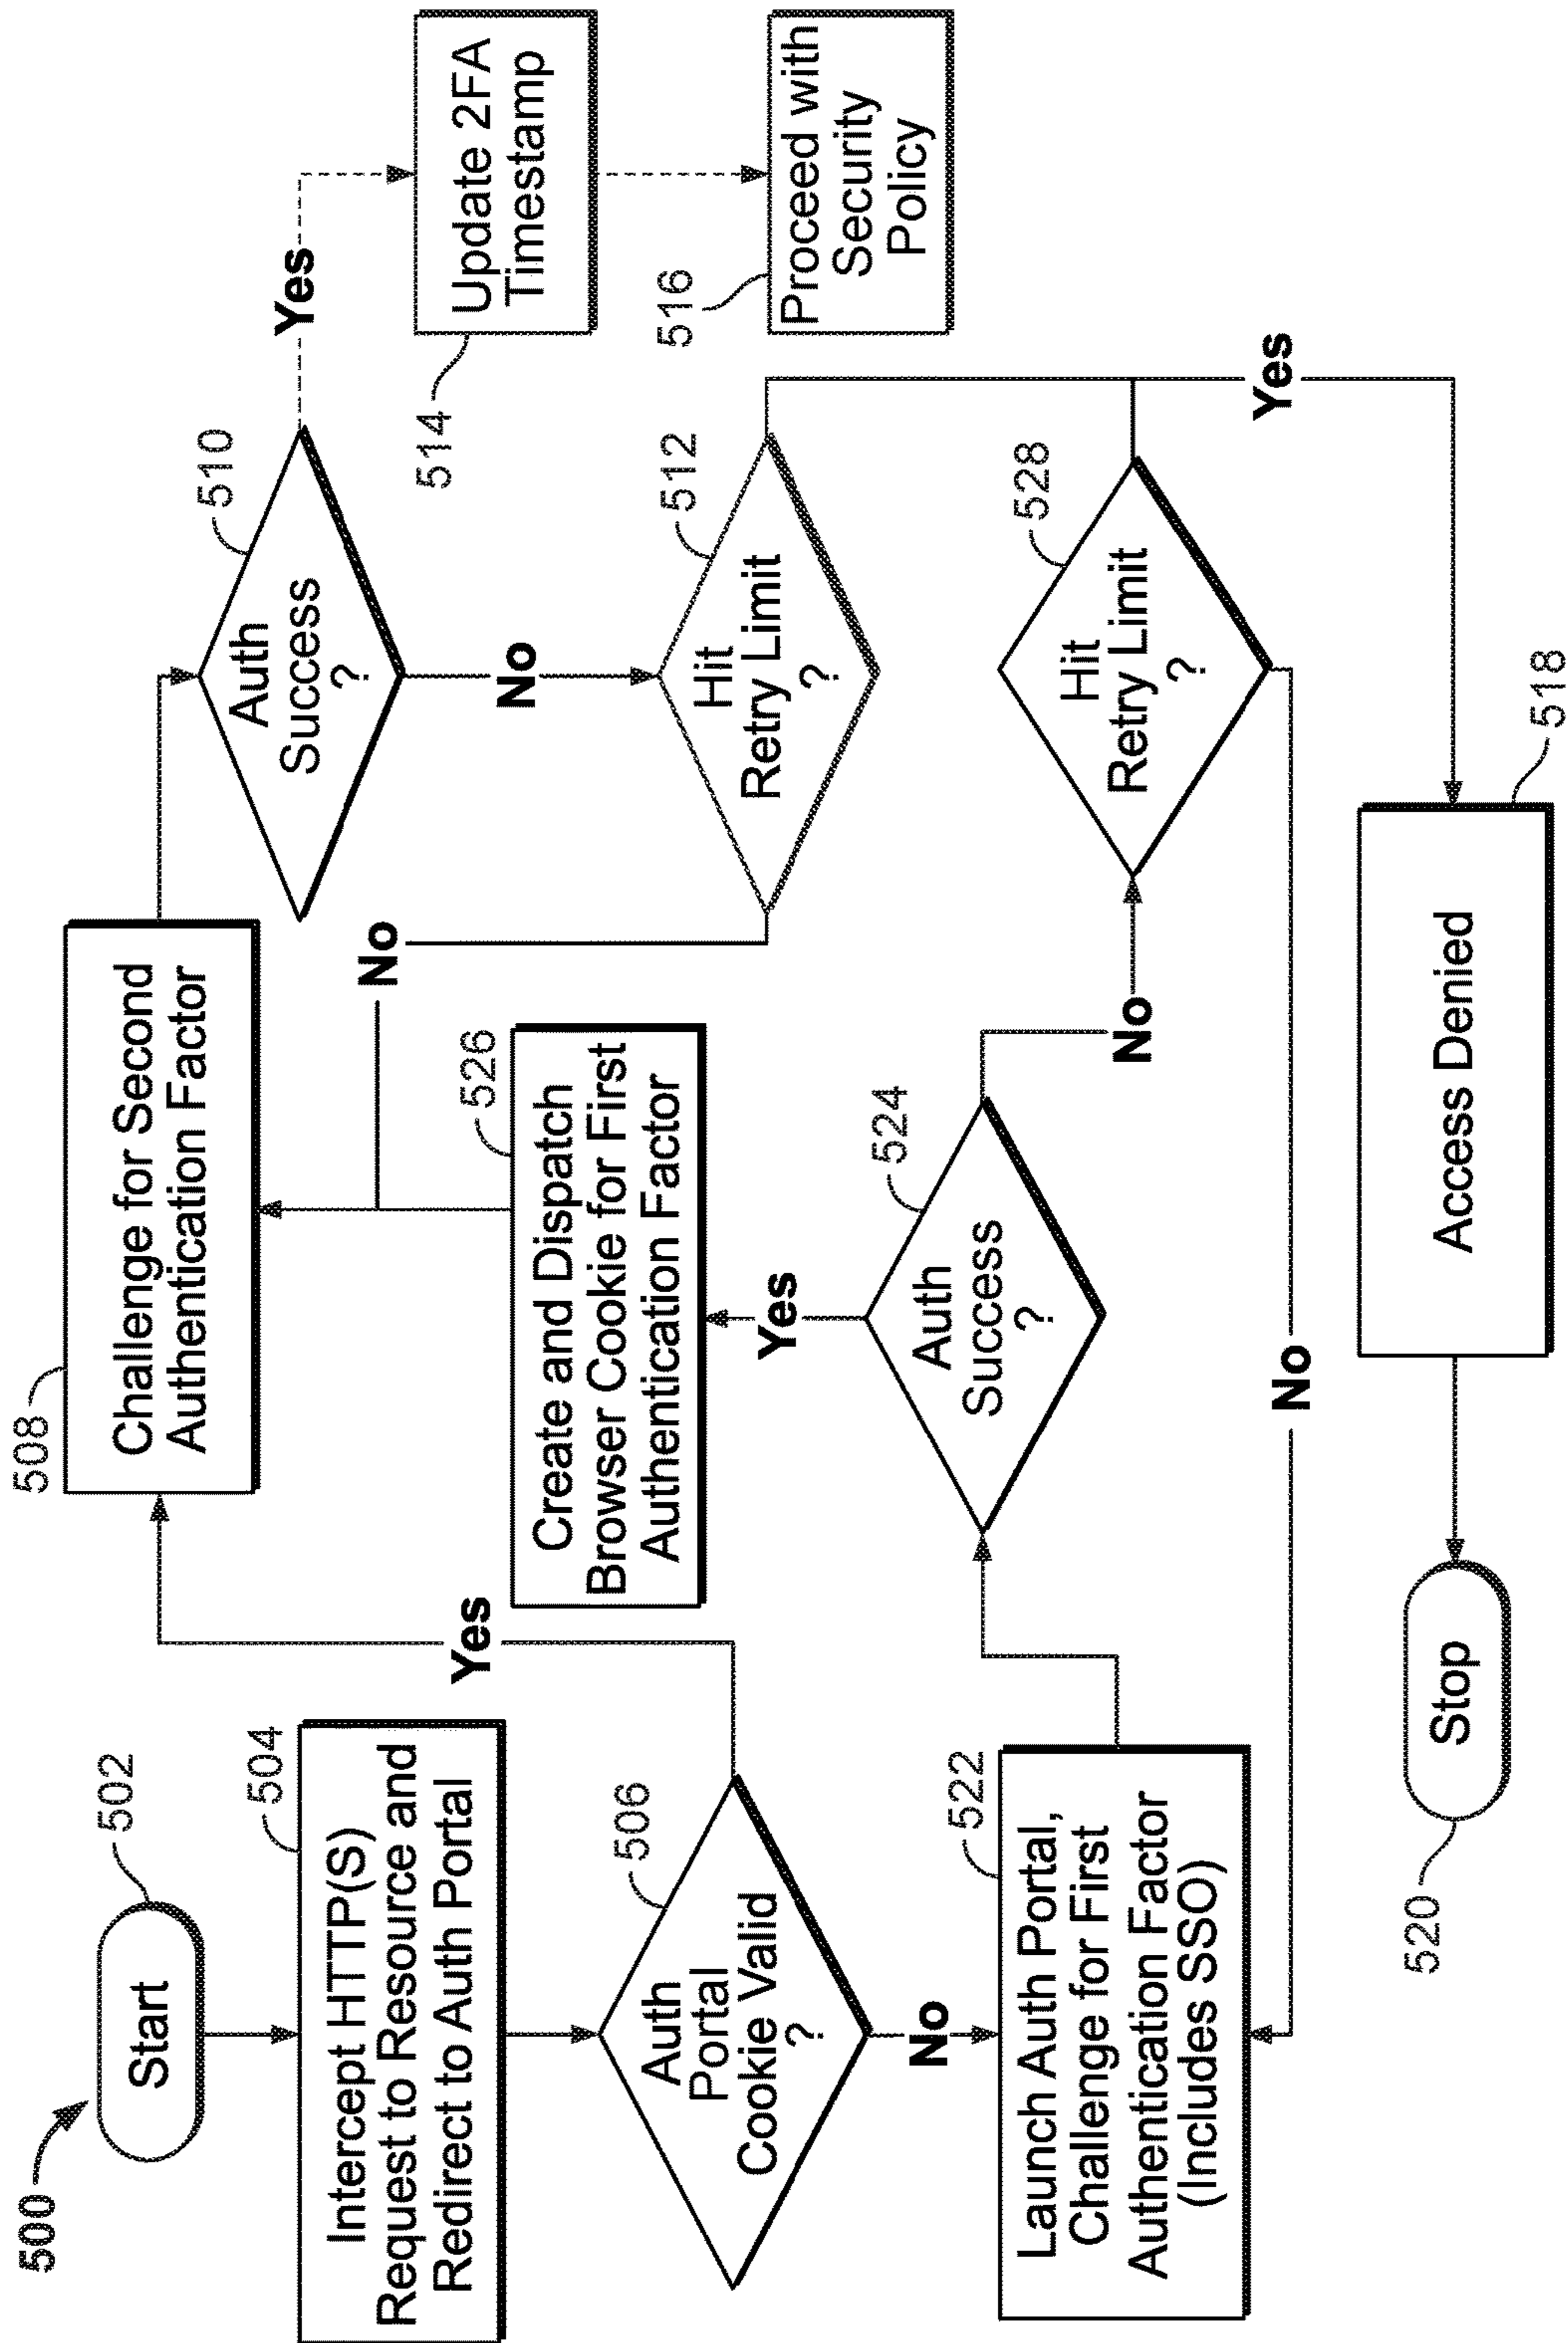 500
Start
502
Intercept HTTP(S)
Request to Resource and
Redirect to Auth Portal
504
Auth
Portal
Cookie Valid
?
506
Yes
No
Launch Auth Portal,
Challenge for First
Authentication Factor
(Includes SSO)
522
508
Challenge for Second
Authentication Factor
Create and Dispatch
Browser Cookie for First
Authentication Factor
526
Yes
Auth
Success
?
524
No
Auth
Success
?
510
Yes
No
Update 2FA
Timestamp
514
Proceed with
Security
Policy
516
Hit
Retry Limit
?
512
No
Hit
Retry Limit
?
528
Yes
No
Access Denied
518
Stop
520